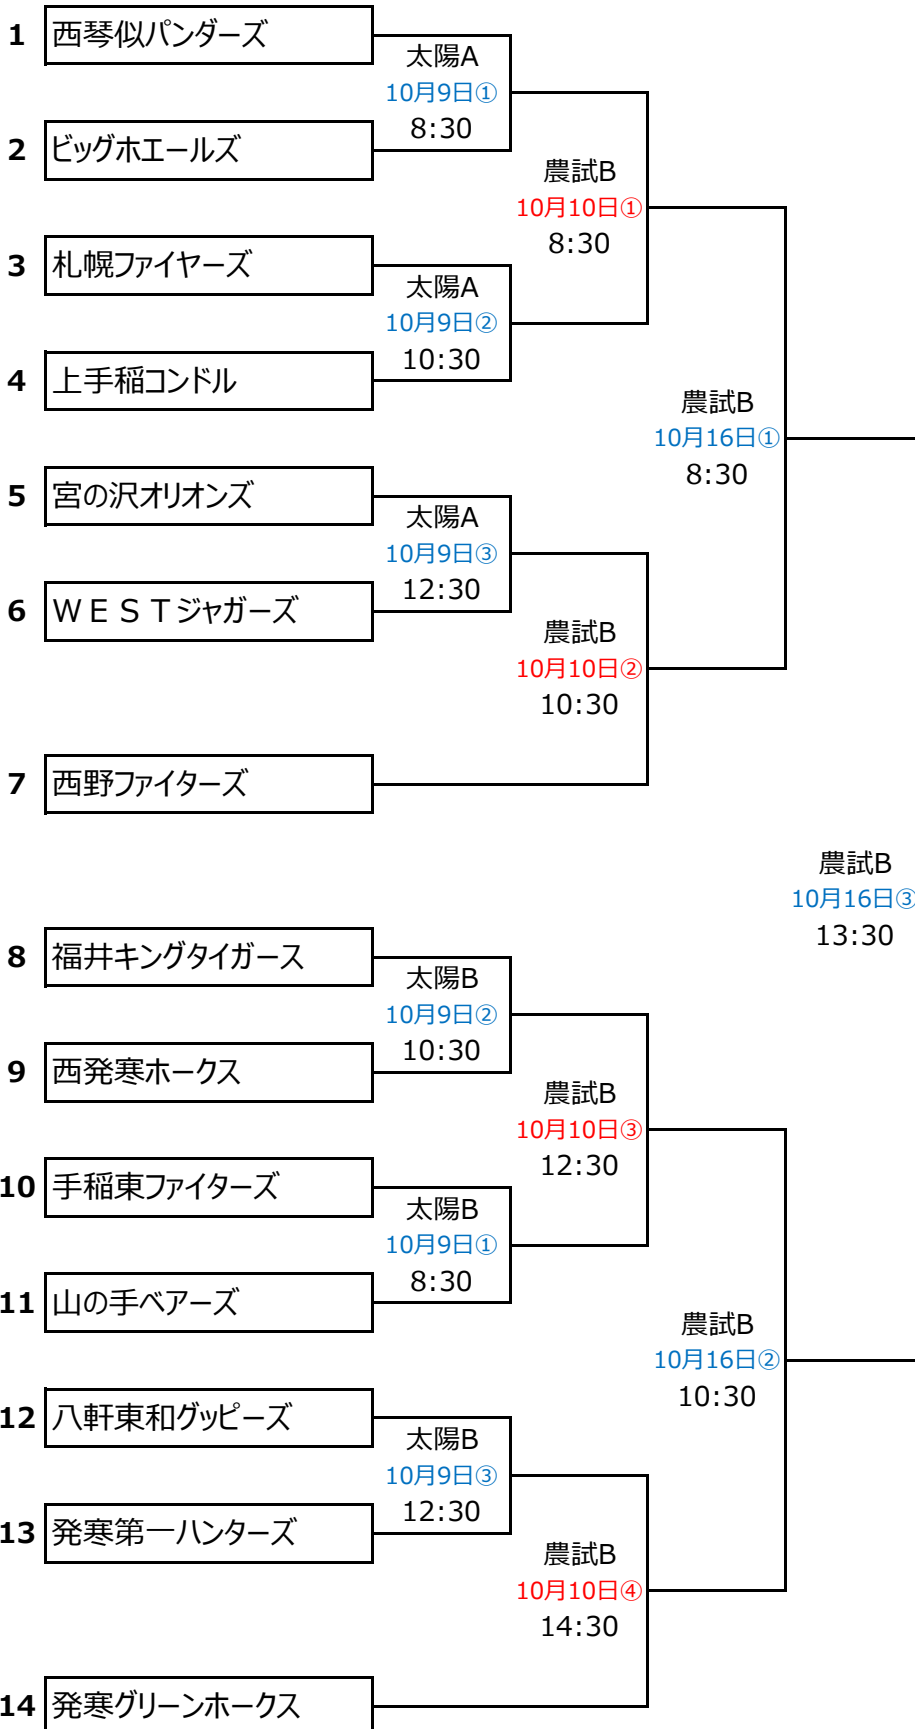 1 西琴似パンダーズ
太陽A
10月9日①
8:30
2 ビッグホエールズ
農試B
10月10日①
8:30
3 札幌ファイヤーズ
太陽A
10月9日②
10:30
4 上手稲コンドル
農試B
10月16日①
8:30
5 宮の沢オリオンズ
太陽A
10月9日③
12:30
6 ＷＥＳＴジャガーズ
農試B
10月10日②
10:30
7 西野ファイターズ
農試B
10月16日③
13:30
8 福井キングタイガース
太陽B
10月9日②
10:30
9 西発寒ホークス
農試B
10月10日③
12:30
10 手稲東ファイターズ
太陽B
10月9日①
8:30
11 山の手ベアーズ
農試B
10月16日②
10:30
12 八軒東和グッピーズ
太陽B
10月9日③
12:30
13 発寒第一ハンターズ
農試B
10月10日④
14:30
14 発寒グリーンホークス